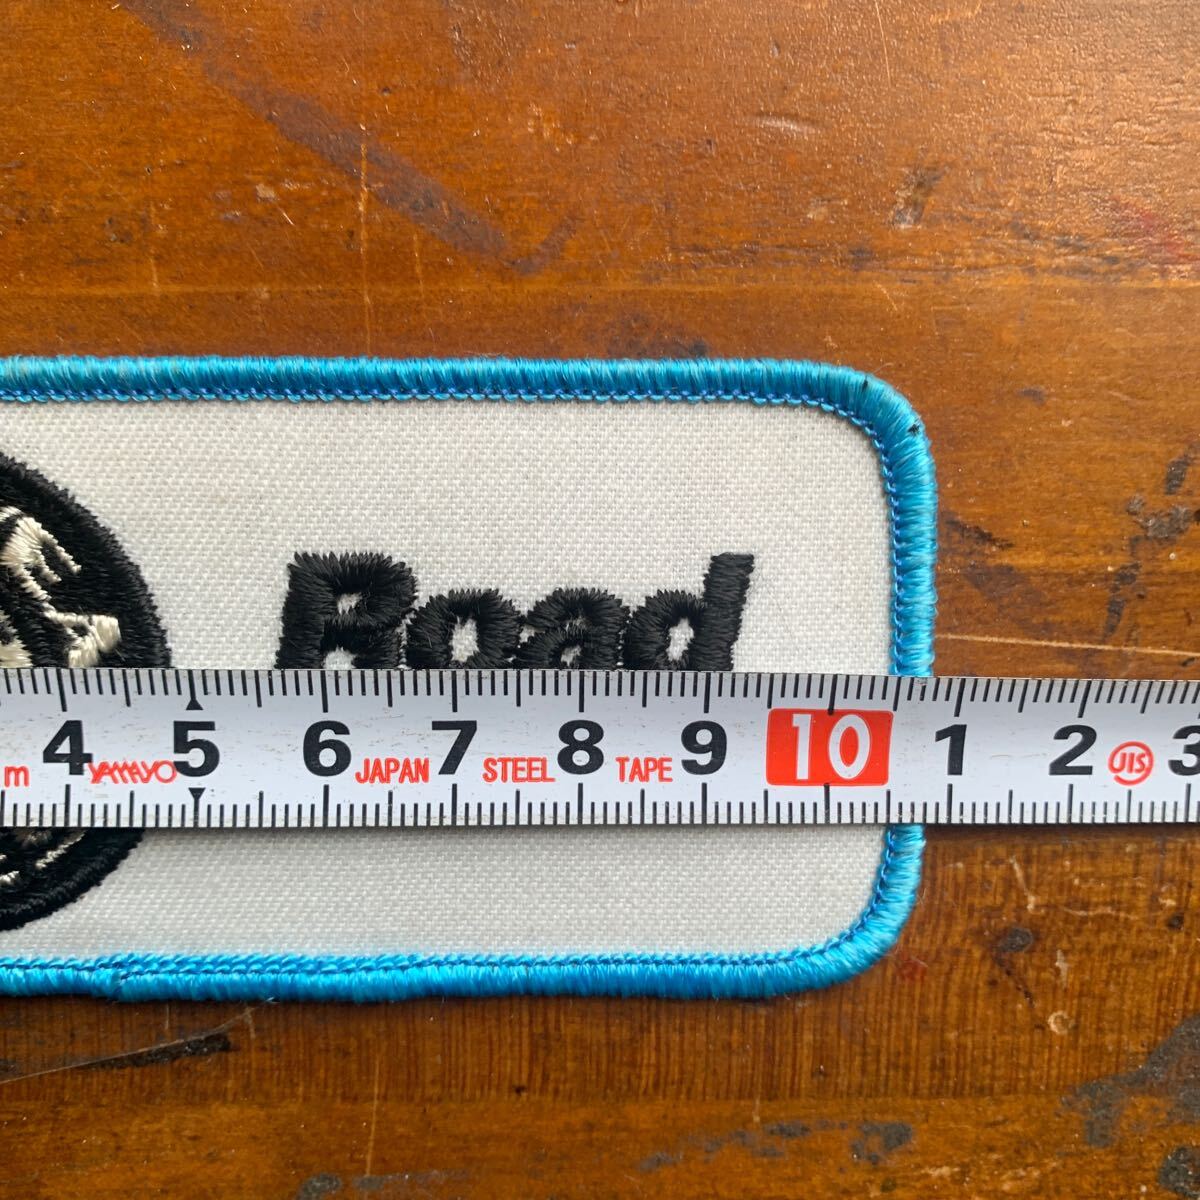 Road
m 4 YAMAYO 5 6 JAPAN 7 STEEL 8 TAPE 9 10 1 2 JIS 3